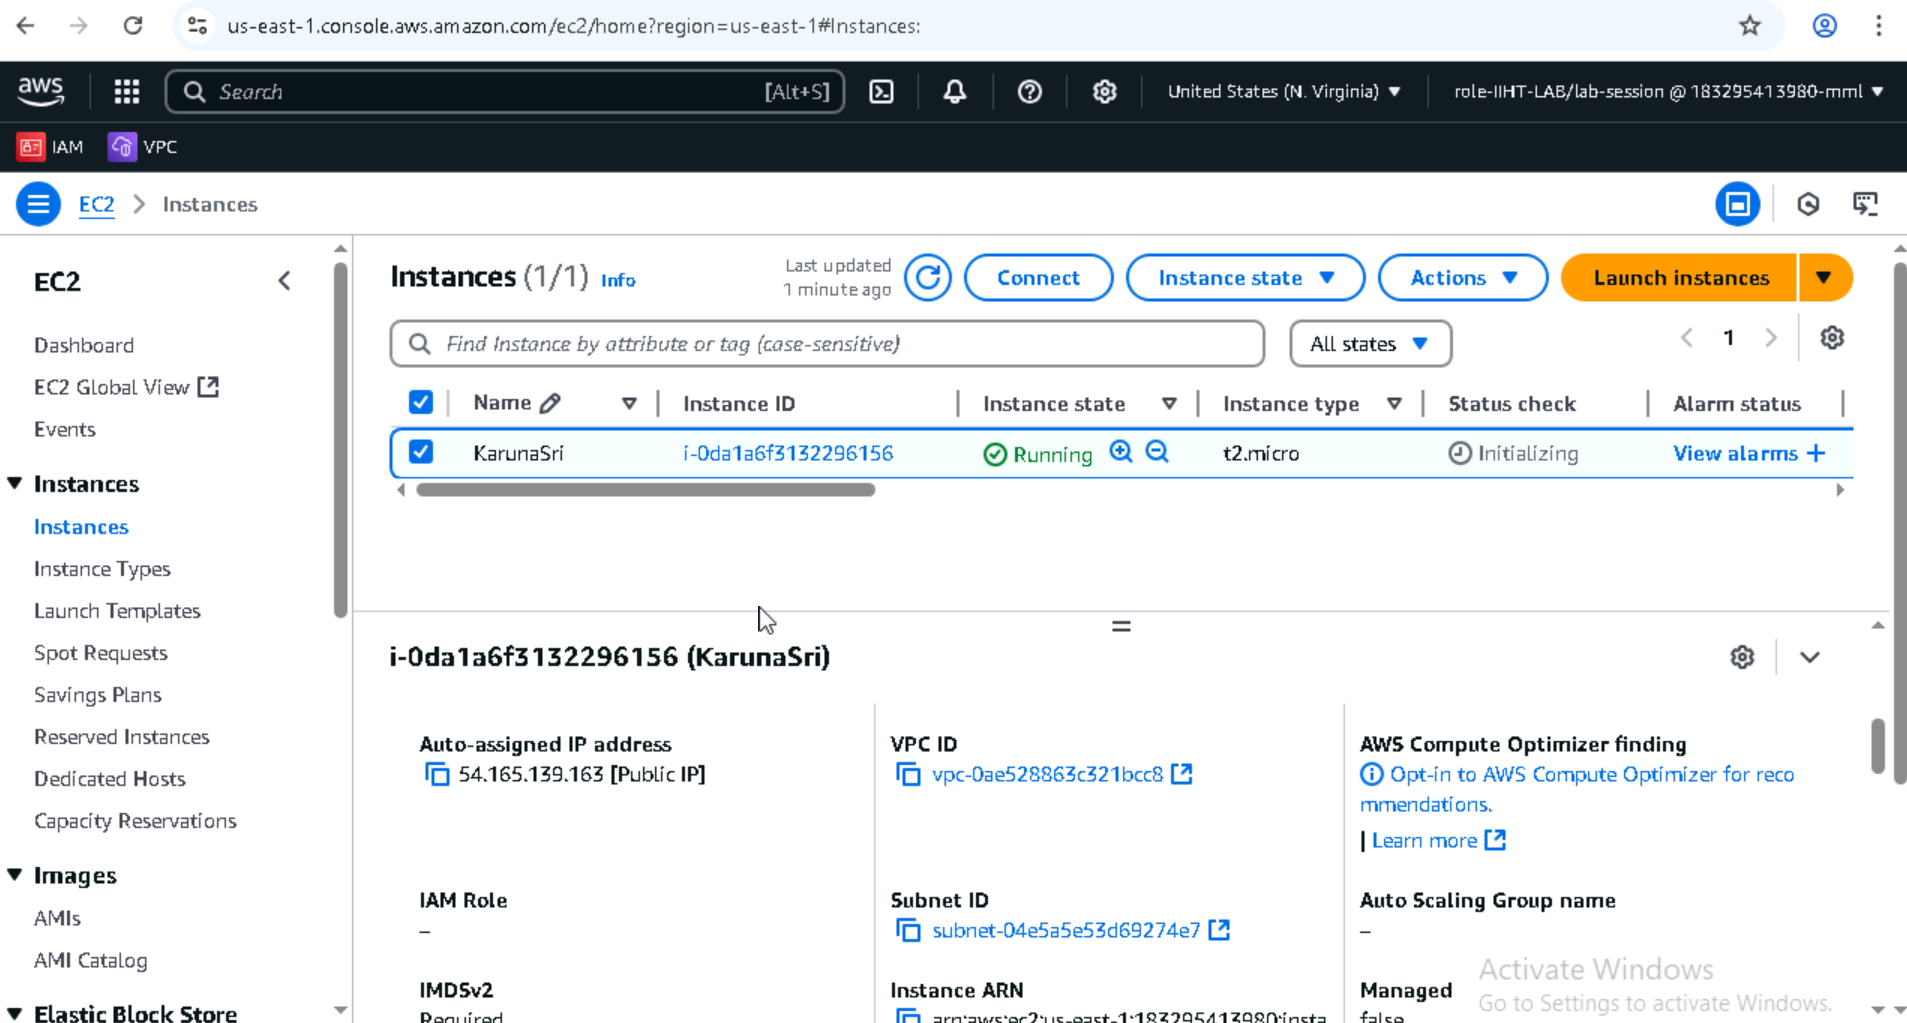 us-east-1.console.aws.amazon.com/ec2/home?region=us-east-1#Instances:
aws
Search
[Alt+S]
United States (N. Virginia)
role-IIHT-LAB/lab-session @ 183295413980-mml
IAM
VPC
EC2
Instances
EC2
Dashboard
EC2 Global View
Events
Instances
Instances
Instance Types
Launch Templates
Spot Requests
Savings Plans
Reserved Instances
Dedicated Hosts
Capacity Reservations
Images
AMIs
AMI Catalog
Elastic Block Store
Instances (1/1) Info
Last updated
1 minute ago
Connect
Instance state
Actions
Launch instances
Find Instance by attribute or tag (case-sensitive)
All states
1
Name Instance ID Instance state Instance type Status check Alarm status
KarunaSri i-0da1a6f3132296156 Running t2.micro Initializing View alarms +
i-0da1a6f3132296156 (KarunaSri)
Auto-assigned IP address
54.165.139.163 [Public IP]
VPC ID
vpc-0ae528863c321bcc8
AWS Compute Optimizer finding
Opt-in to AWS Compute Optimizer for reco
mmendations.
| Learn more
IAM Role
–
Subnet ID
subnet-04e5a5e53d69274e7
Auto Scaling Group name
–
IMDSv2
Required
Instance ARN
arn:aws:ec2:us-east-1:183295413980:insta
Managed
false
Activate Windows
Go to Settings to activate Windows.